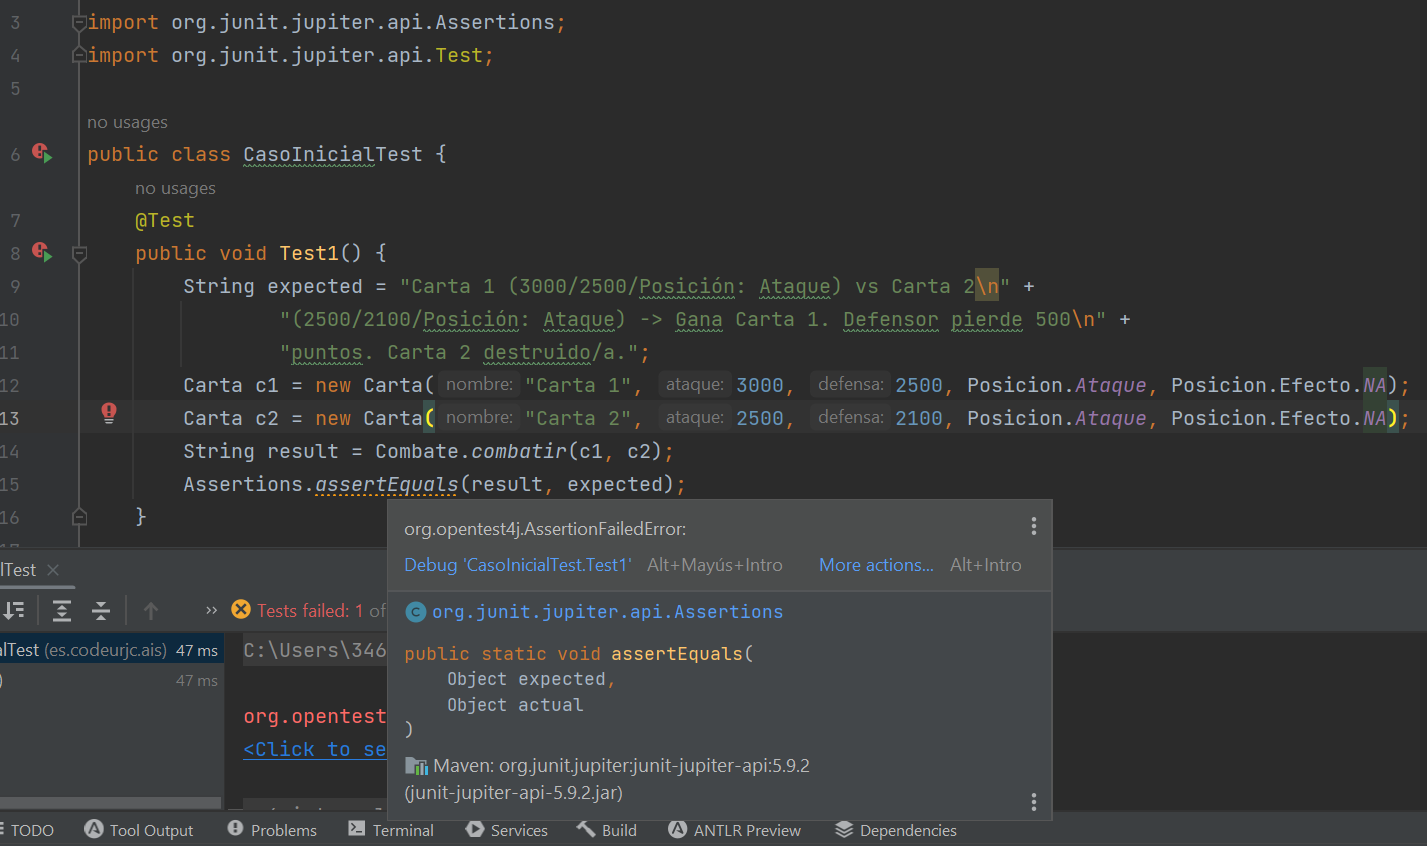 3 import org.junit.jupiter.api.Assertions;
4 import org.junit.jupiter.api.Test;
5
no usages
6 public class CasoInicialTest {
no usages
7 @Test
8 public void Test1() {
9 String expected = "Carta 1 (3000/2500/Posición: Ataque) vs Carta 2\n" +
10 "(2500/2100/Posición: Ataque) -> Gana Carta 1. Defensor pierde 500\n" +
11 "puntos. Carta 2 destruido/a.";
12 Carta c1 = new Carta( nombre: "Carta 1", ataque: 3000, defensa: 2500, Posicion.Ataque, Posicion.Efecto.NA);
13 Carta c2 = new Carta( nombre: "Carta 2", ataque: 2500, defensa: 2100, Posicion.Ataque, Posicion.Efecto.NA);
14 String result = Combate.combatir(c1, c2);
15 Assertions.assertEquals(result, expected);
16 }
org.opentest4j.AssertionFailedError:
Debug 'CasoInicialTest.Test1' Alt+Mayús+Intro More actions... Alt+Intro
org.junit.jupiter.api.Assertions
public static void assertEquals(
Object expected,
Object actual
)
Maven: org.junit.jupiter:junit-jupiter-api:5.9.2
(junit-jupiter-api-5.9.2.jar)
lTest
Tests failed: 1 of
alTest (es.codeurjc.ais) 47 ms
) 47 ms
C:\Users\346
org.opentest
<Click to se
TODO Tool Output Problems Terminal Services Build ANTLR Preview Dependencies